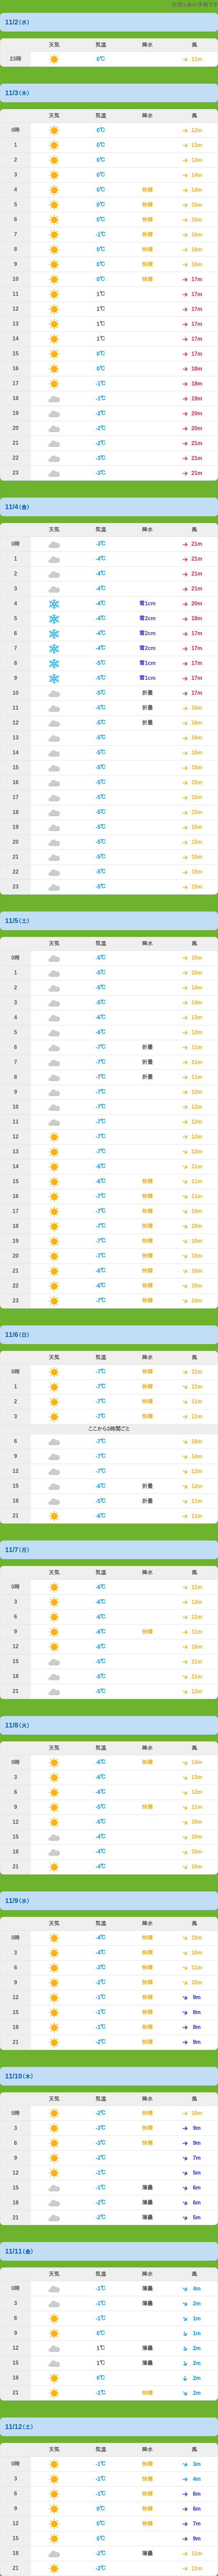 11/2(水)
天気 気温 降水 風
23時 0℃ 11m
11/3(木)
天気 気温 降水 風
0時 0℃ 12m
1 0℃ 12m
2 0℃ 13m
3 0℃ 14m
4 0℃ 快晴 14m
5 0℃ 快晴 15m
6 0℃ 快晴 15m
7 -1℃ 快晴 16m
8 0℃ 快晴 16m
9 0℃ 快晴 16m
10 0℃ 快晴 17m
11 1℃ 17m
12 1℃ 17m
13 1℃ 17m
14 1℃ 17m
15 0℃ 17m
16 0℃ 18m
17 -1℃ 18m
18 -1℃ 19m
19 -2℃ 20m
20 -2℃ 20m
21 -2℃ 21m
22 -3℃ 21m
23 -3℃ 21m
11/4(金)
天気 気温 降水 風
0時 -3℃ 21m
1 -4℃ 21m
2 -4℃ 21m
3 -4℃ 21m
4 -4℃ 雪1cm 20m
5 -4℃ 雪2cm 18m
6 -4℃ 雪2cm 17m
7 -4℃ 雪2cm 17m
8 -5℃ 雪1cm 17m
9 -5℃ 雪1cm 17m
10 -5℃ 折曇 17m
11 -5℃ 折曇 16m
12 -5℃ 折曇 16m
13 -5℃ 16m
14 -5℃ 15m
15 -5℃ 15m
16 -5℃ 15m
17 -5℃ 15m
18 -5℃ 15m
19 -5℃ 15m
20 -5℃ 15m
21 -5℃ 15m
22 -5℃ 15m
23 -5℃ 15m
11/5(土)
天気 気温 降水 風
0時 -5℃ 15m
1 -5℃ 15m
2 -5℃ 14m
3 -5℃ 14m
4 -6℃ 13m
5 -6℃ 12m
6 -7℃ 折曇 12m
7 -7℃ 折曇 11m
8 -7℃ 折曇 11m
9 -7℃ 12m
10 -7℃ 12m
11 -7℃ 12m
12 -7℃ 12m
13 -7℃ 12m
14 -6℃ 11m
15 -6℃ 快晴 11m
16 -7℃ 快晴 11m
17 -7℃ 快晴 10m
18 -7℃ 快晴 10m
19 -7℃ 快晴 10m
20 -7℃ 快晴 10m
21 -6℃ 快晴 10m
22 -6℃ 快晴 10m
23 -7℃ 快晴 10m
11/6(日)
天気 気温 降水 風
0時 -7℃ 快晴 11m
1 -7℃ 快晴 11m
2 -7℃ 快晴 11m
3 -7℃ 快晴 11m
ここから3時間ごと
6 -7℃ 16m
9 -7℃ 14m
12 -7℃ 12m
15 -6℃ 折曇 12m
18 -5℃ 折曇 11m
21 -6℃ 11m
11/7(月)
天気 気温 降水 風
0時 -6℃ 11m
3 -6℃ 12m
6 -6℃ 12m
9 -6℃ 快晴 11m
12 -6℃ 10m
15 -5℃ 11m
18 -5℃ 11m
21 -5℃ 12m
11/8(火)
天気 気温 降水 風
0時 -6℃ 快晴 14m
3 -6℃ 13m
6 -6℃ 12m
9 -5℃ 快晴 11m
12 -5℃ 10m
15 -4℃ 10m
18 -4℃ 10m
21 -4℃ 10m
11/9(水)
天気 気温 降水 風
0時 -4℃ 快晴 10m
3 -4℃ 快晴 10m
6 -3℃ 快晴 11m
9 -2℃ 快晴 10m
12 -1℃ 快晴 9m
15 -1℃ 快晴 8m
18 -1℃ 快晴 8m
21 -2℃ 快晴 9m
11/10(木)
天気 気温 降水 風
0時 -2℃ 快晴 10m
3 -3℃ 快晴 9m
6 -3℃ 快晴 9m
9 -2℃ 7m
12 -1℃ 5m
15 -1℃ 薄曇 6m
18 -2℃ 薄曇 6m
21 -2℃ 薄曇 5m
11/11(金)
天気 気温 降水 風
0時 -1℃ 薄曇 4m
3 -1℃ 薄曇 2m
6 -1℃ 1m
9 0℃ 1m
12 1℃ 薄曇 2m
15 1℃ 薄曇 2m
18 0℃ 2m
21 -1℃ 快晴 2m
11/12(土)
天気 気温 降水 風
0時 -1℃ 快晴 3m
3 -1℃ 快晴 4m
6 -1℃ 快晴 6m
9 0℃ 快晴 6m
12 0℃ 快晴 7m
15 0℃ 9m
18 -2℃ 薄曇 11m
21 -2℃ 11m